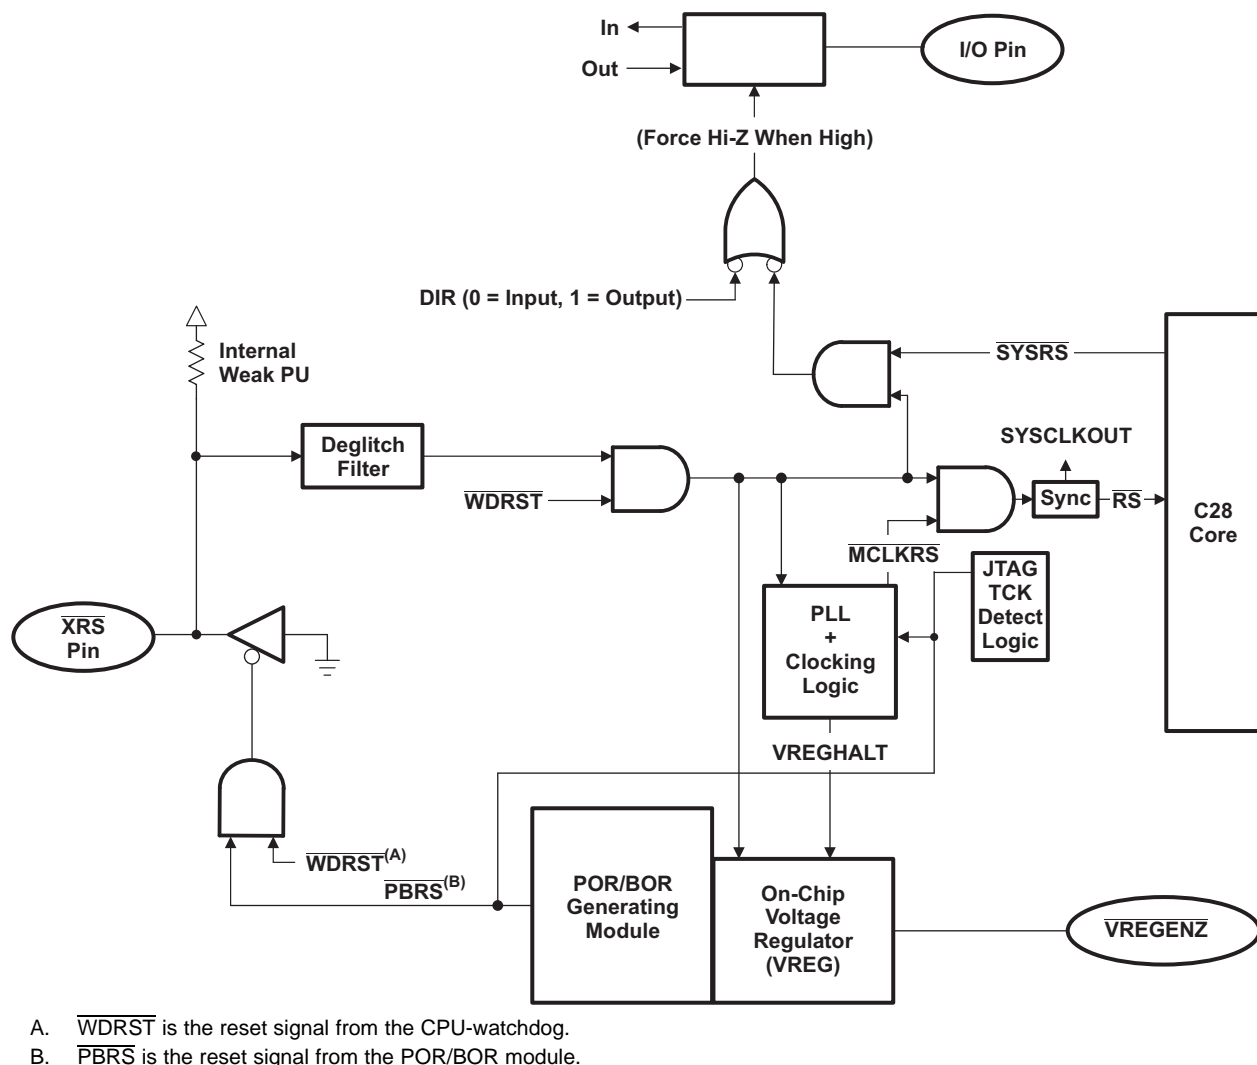 In
Out
I/O Pin
(Force Hi-Z When High)
DIR (0 = Input, 1 = Output)
Internal
Weak PU
SYSRS
SYSCLKOUT
Deglitch
Filter
WDRST
Sync
RS
C28
Core
MCLKRS
JTAG
TCK
Detect
Logic
PLL
+
Clocking
Logic
XRS
Pin
VREGHALT
WDRST(A)
PBRS(B)
POR/BOR
Generating
Module
On-Chip
Voltage
Regulator
(VREG)
VREGENZ
A. WDRST is the reset signal from the CPU-watchdog.
B. PBRS is the reset signal from the POR/BOR module.